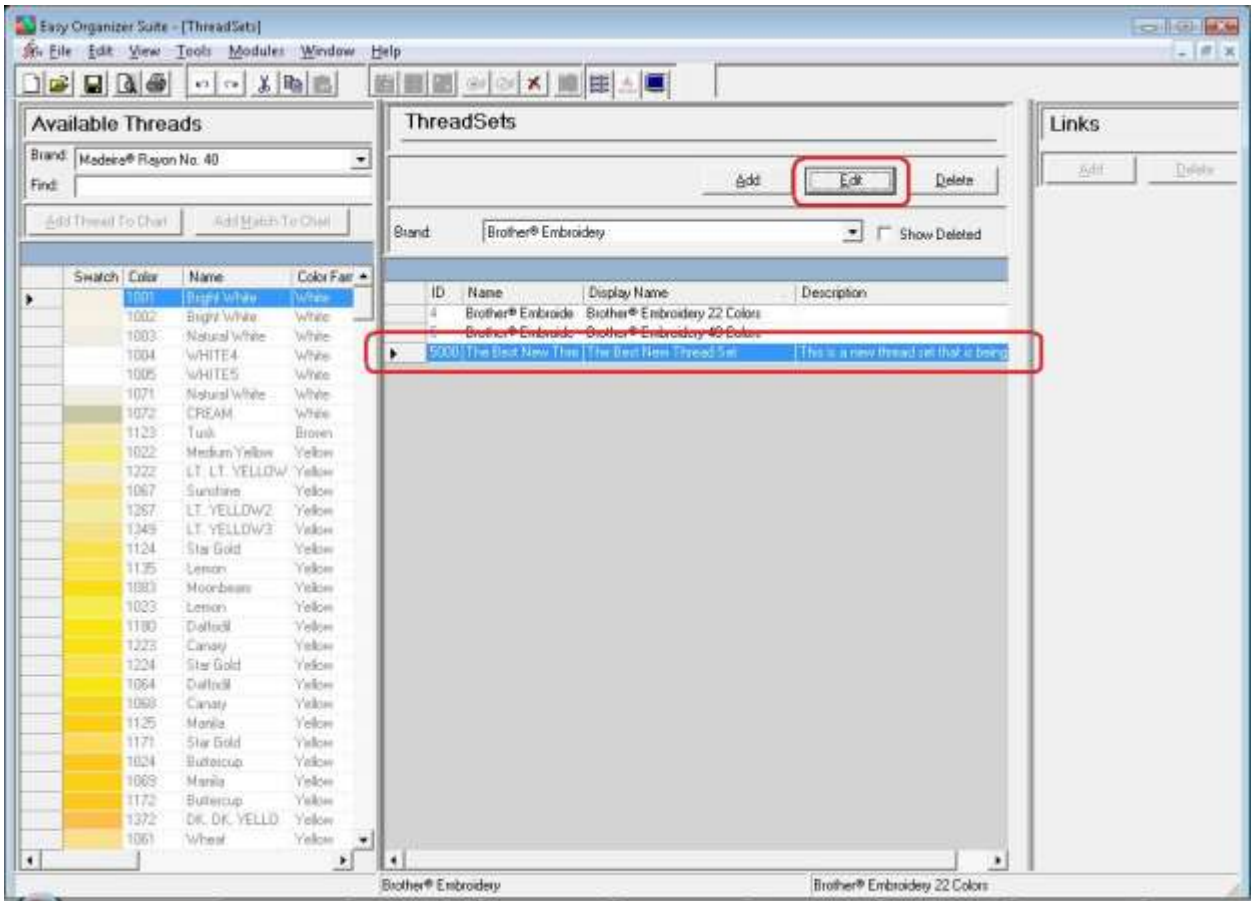 Easy Organizer Suite - [ThreadSets]
File Edit View Tools Modules Window Help
Available Threads
Brand: Madeira® Rayon No. 40
Find:
Add Thread To Chart Add Match To Chart
Swatch Color Name Color Fam
1001 Bright White White
1002 Bright White White
1003 Natural White White
1004 WHITE4 White
1005 WHITE5 White
1071 Natural White White
1072 CREAM White
1123 Tusk Brown
1022 Medium Yellow Yellow
1222 LT. LT. YELLOW Yellow
1067 Sunshine Yellow
1267 LT. YELLOW2 Yellow
1349 LT. YELLOW3 Yellow
1124 Star Gold Yellow
1135 Lemon Yellow
1083 Moonbeam Yellow
1023 Lemon Yellow
1180 Daffodil Yellow
1223 Canary Yellow
1224 Star Gold Yellow
1064 Daffodil Yellow
1068 Canary Yellow
1125 Manila Yellow
1171 Star Gold Yellow
1024 Buttercup Yellow
1069 Manila Yellow
1172 Buttercup Yellow
1372 DK. DK. YELLO Yellow
1061 Wheat Yellow
ThreadSets
Add Edit Delete
Brand: Brother® Embroidery Show Deleted
ID Name Display Name Description
4 Brother® Embroide Brother® Embroidery 22 Colors
5 Brother® Embroide Brother® Embroidery 40 Colors
5000 The Best New Thre The Best New Thread Set This is a new thread set that is being
Links
Add Delete
Brother® Embroidery Brother® Embroidery 22 Colors